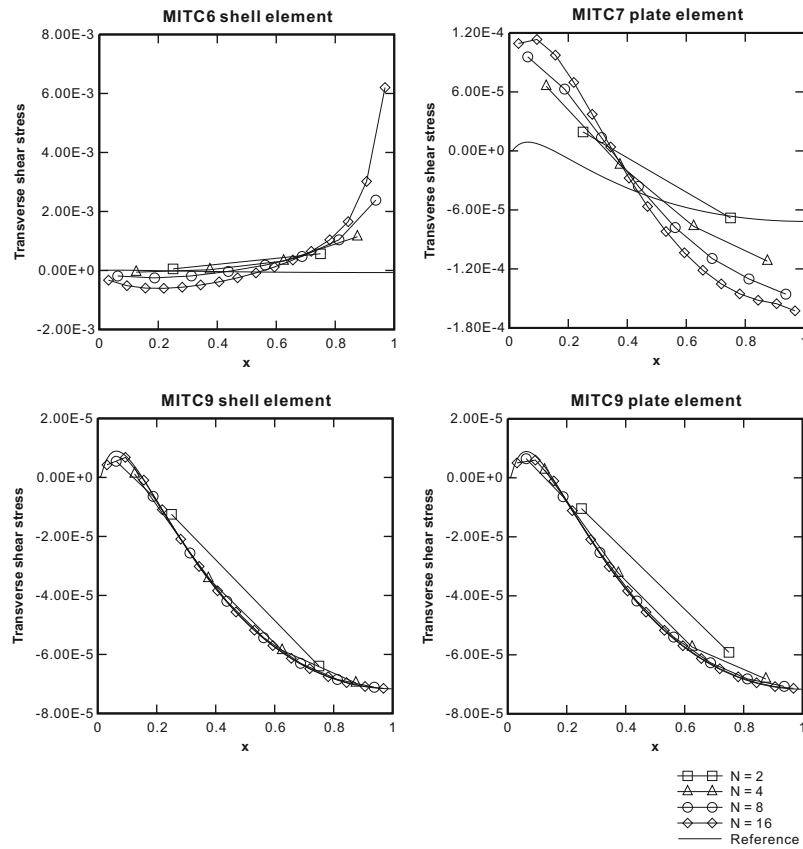 MITC6 shell element
8.00E-3
6.00E-3
4.00E-3
2.00E-3
0.00E+0
-2.00E-3
Transverse shear stress
0 0.2 0.4 0.6 0.8 1
x
MITC7 plate element
1.20E-4
6.00E-5
0.00E+0
-6.00E-5
-1.20E-4
-1.80E-4
Transverse shear stress
0 0.2 0.4 0.6 0.8 1
x
MITC9 shell element
2.00E-5
0.00E+0
-2.00E-5
-4.00E-5
-6.00E-5
-8.00E-5
Transverse shear stress
0 0.2 0.4 0.6 0.8 1
x
MITC9 plate element
2.00E-5
0.00E+0
-2.00E-5
-4.00E-5
-6.00E-5
-8.00E-5
Transverse shear stress
0 0.2 0.4 0.6 0.8 1
x
N = 2
N = 4
N = 8
N = 16
Reference